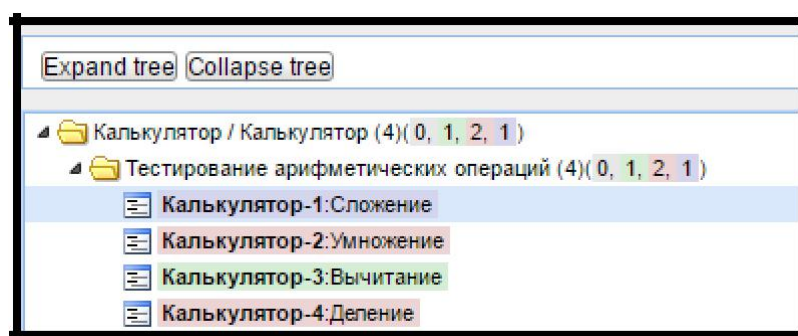 Expand tree Collapse tree
Калькулятор / Калькулятор (4)( 0, 1, 2, 1 )
Тестирование арифметических операций (4)( 0, 1, 2, 1 )
Калькулятор-1:Сложение
Калькулятор-2:Умножение
Калькулятор-3:Вычитание
Калькулятор-4:Деление